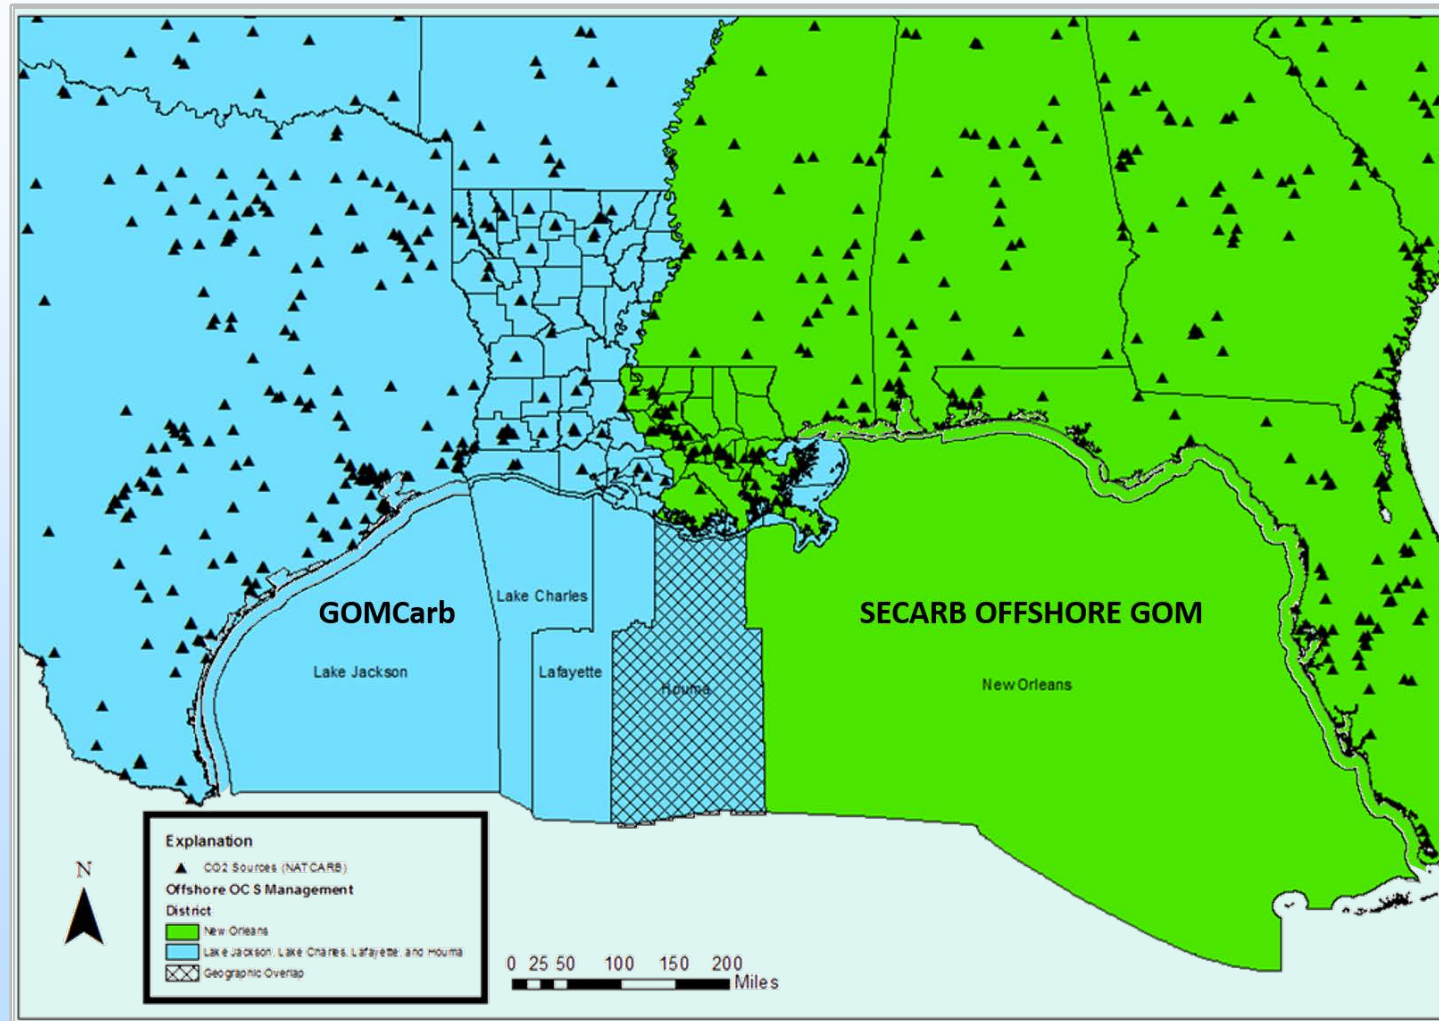 Lake Charles
GOMCarb
SECARB OFFSHORE GOM
Lake Jackson
Lafayette
Houma
New Orleans
Explanation
CO2 Sources (NATCARB)
Offshore OCS Management
District
New Orleans
Lake Jackson, Lake Charles, Lafayette, and Houma
Geographic Overlap
N
0 25 50 100 150 200
Miles